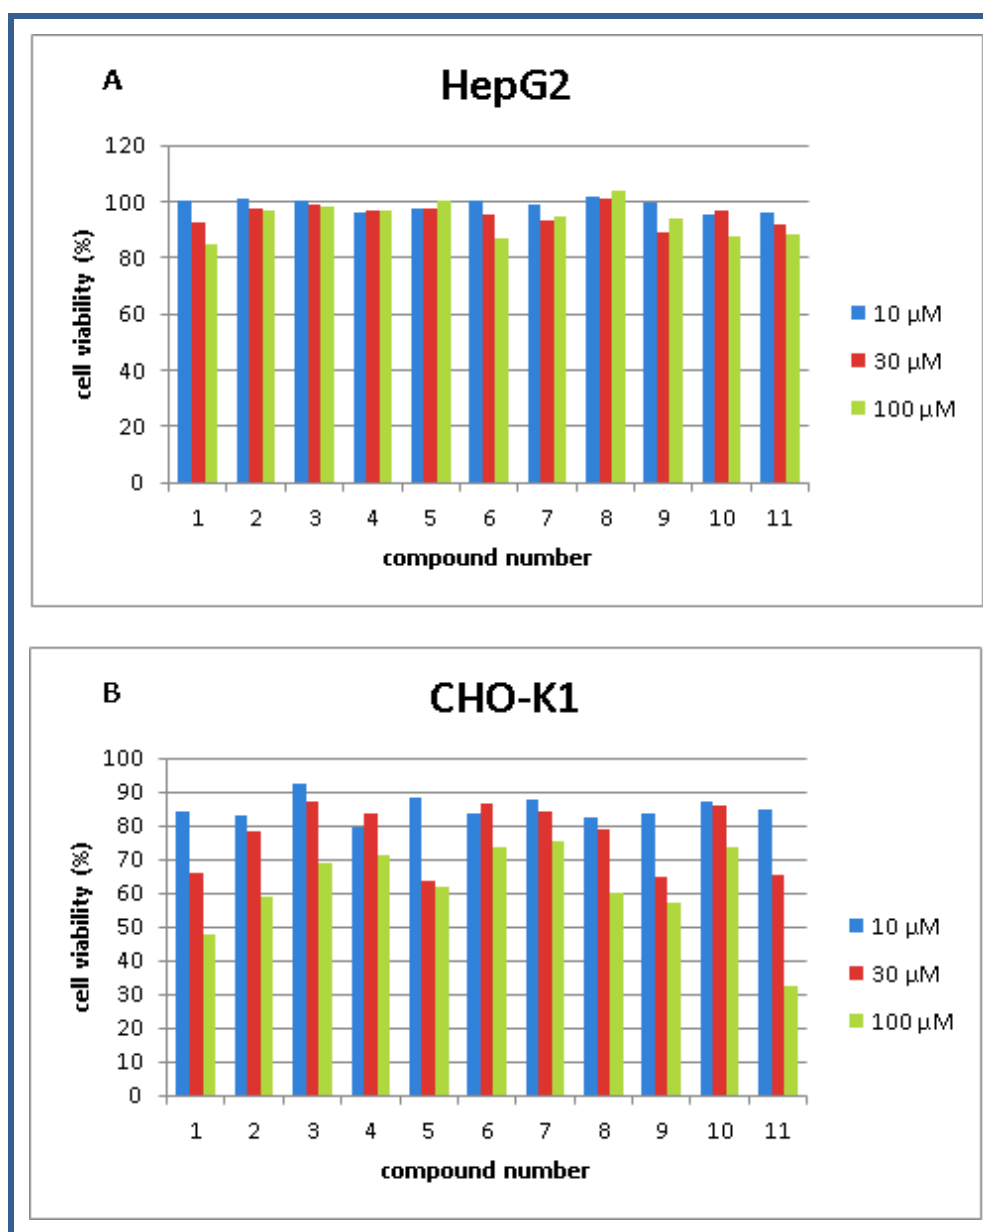 A
HepG2
120
100
80
60
40
20
0
cell viability (%)
1 2 3 4 5 6 7 8 9 10 11
compound number
10 μM
30 μM
100 μM
B
CHO-K1
100
90
80
70
60
50
40
30
20
10
0
cell viability (%)
1 2 3 4 5 6 7 8 9 10 11
compound number
10 μM
30 μM
100 μM